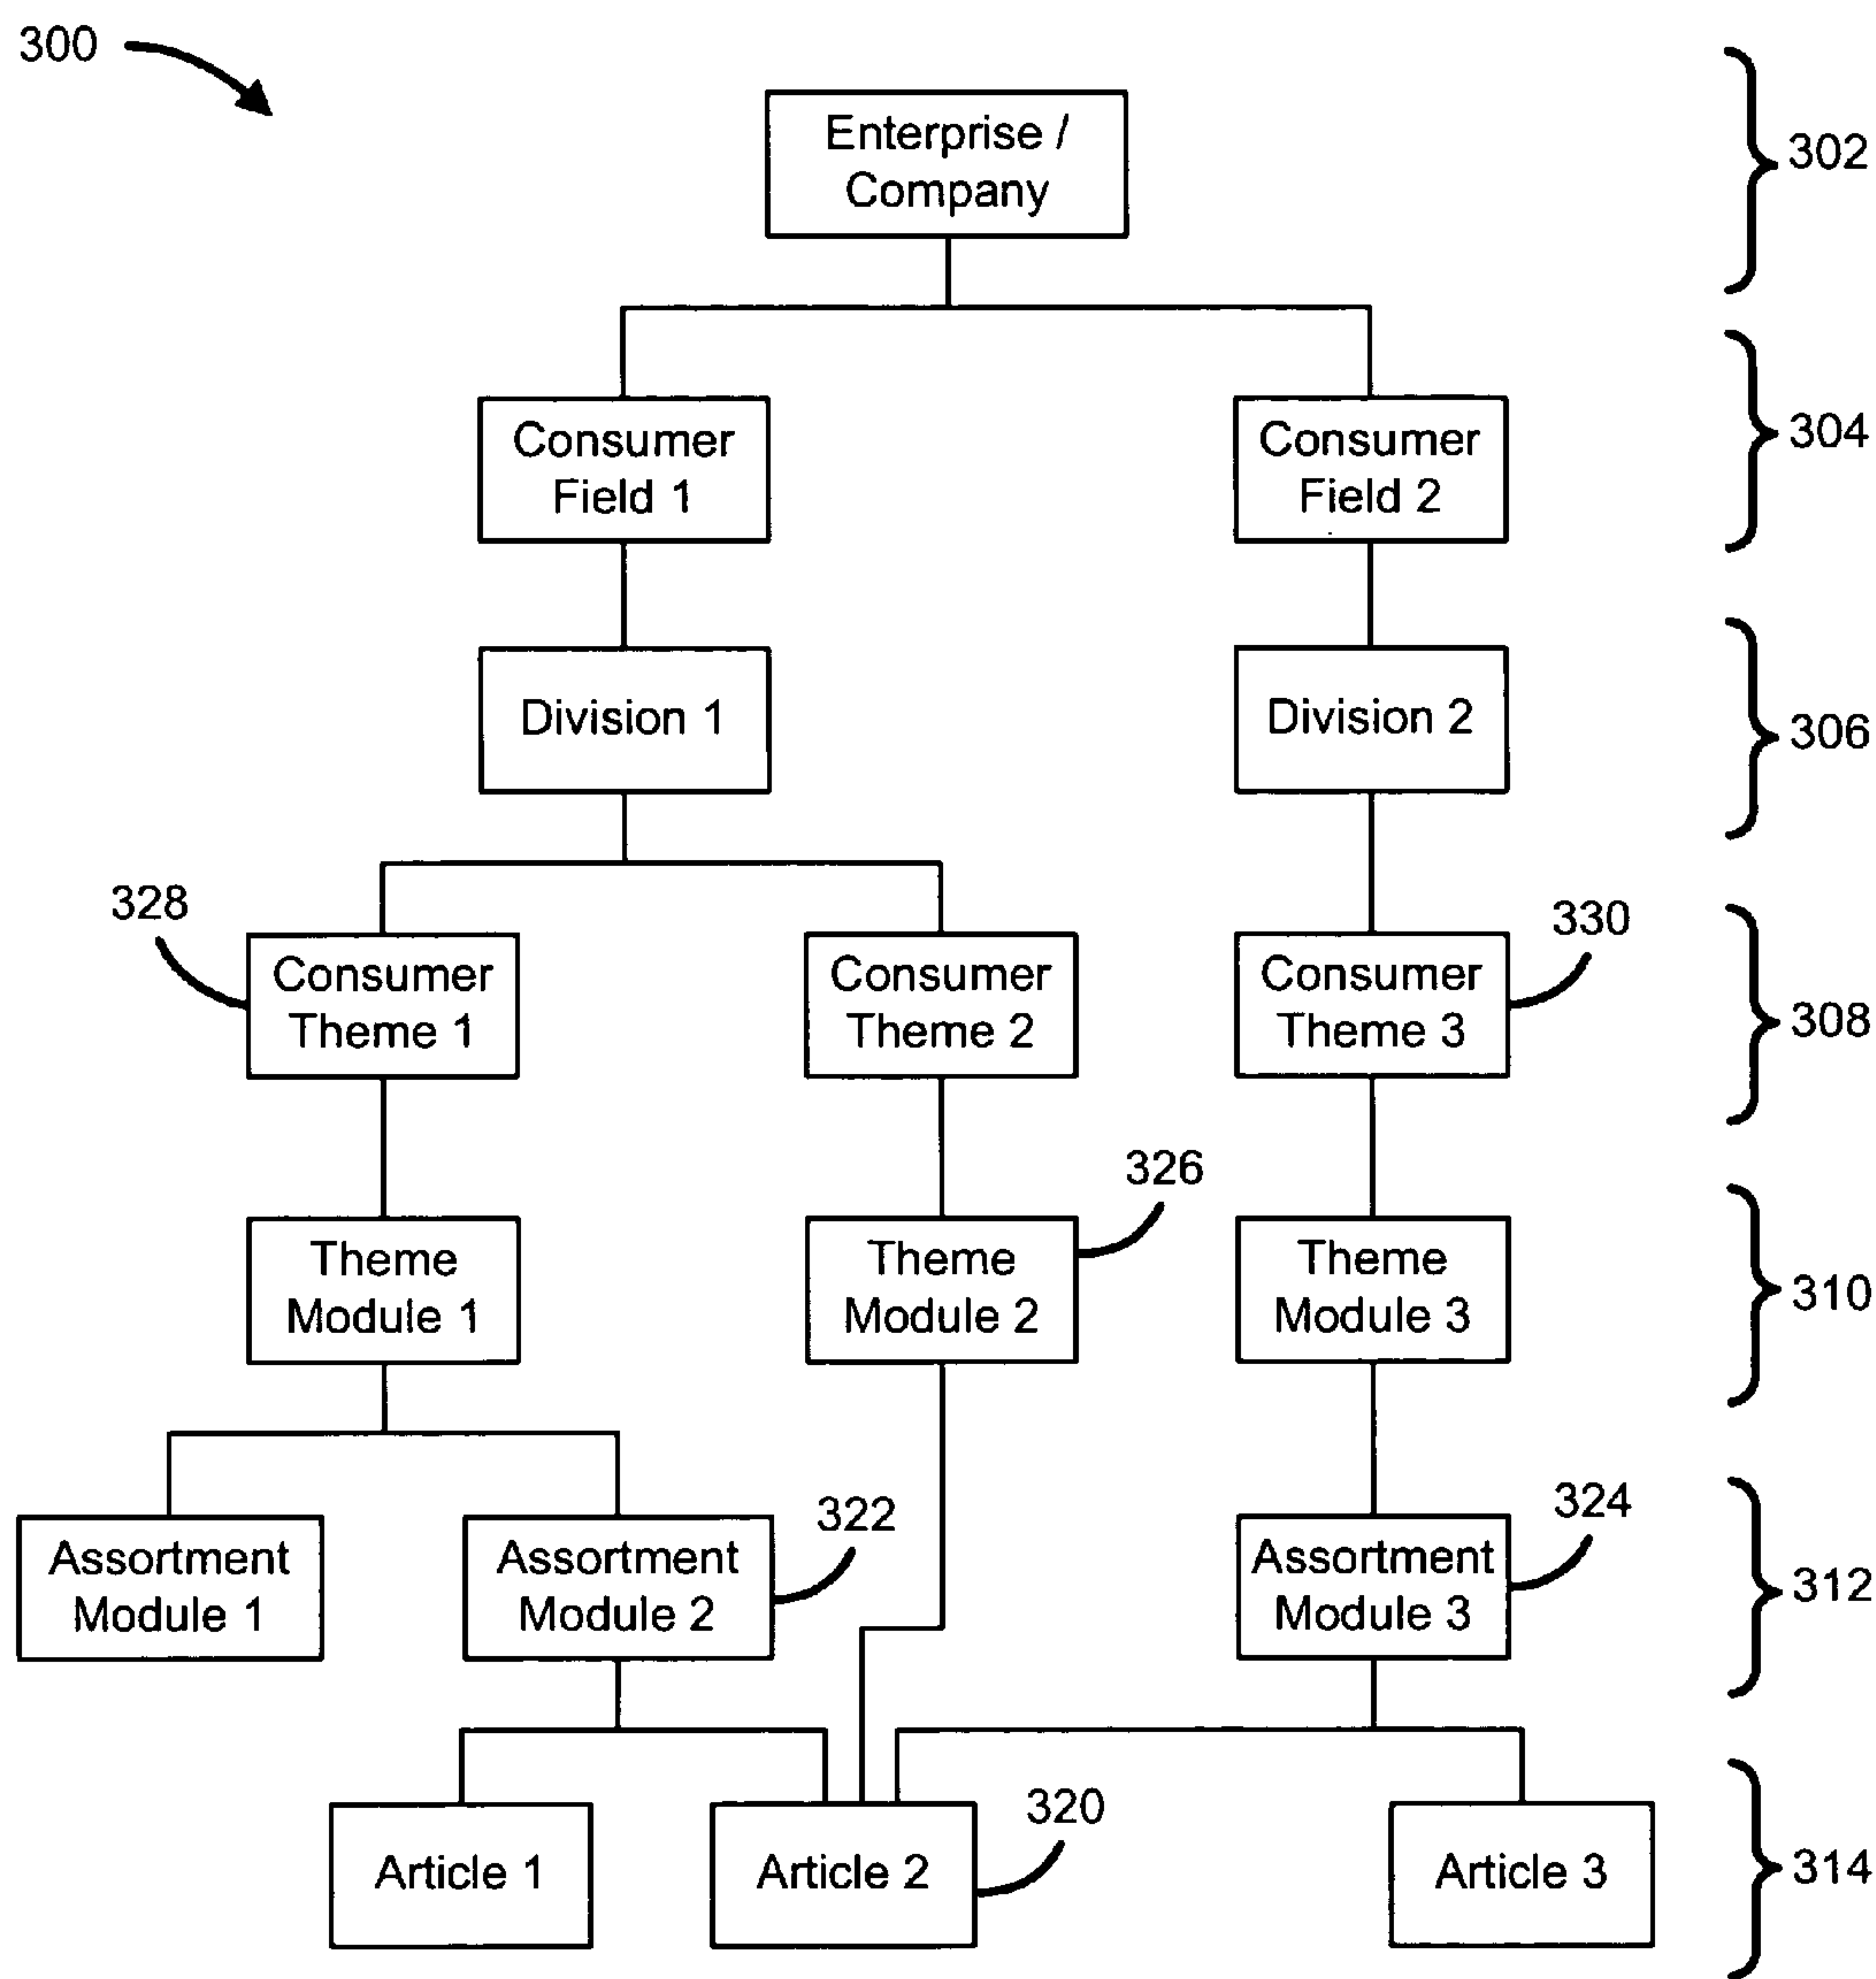 300
Enterprise /
Company
302
Consumer
Field 1
Consumer
Field 2
304
Division 1
Division 2
306
328
Consumer
Theme 1
Consumer
Theme 2
Consumer
Theme 3
330
308
Theme
Module 1
Theme
Module 2
326
Theme
Module 3
310
Assortment
Module 1
Assortment
Module 2
322
Assortment
Module 3
324
312
Article 1
Article 2
320
Article 3
314